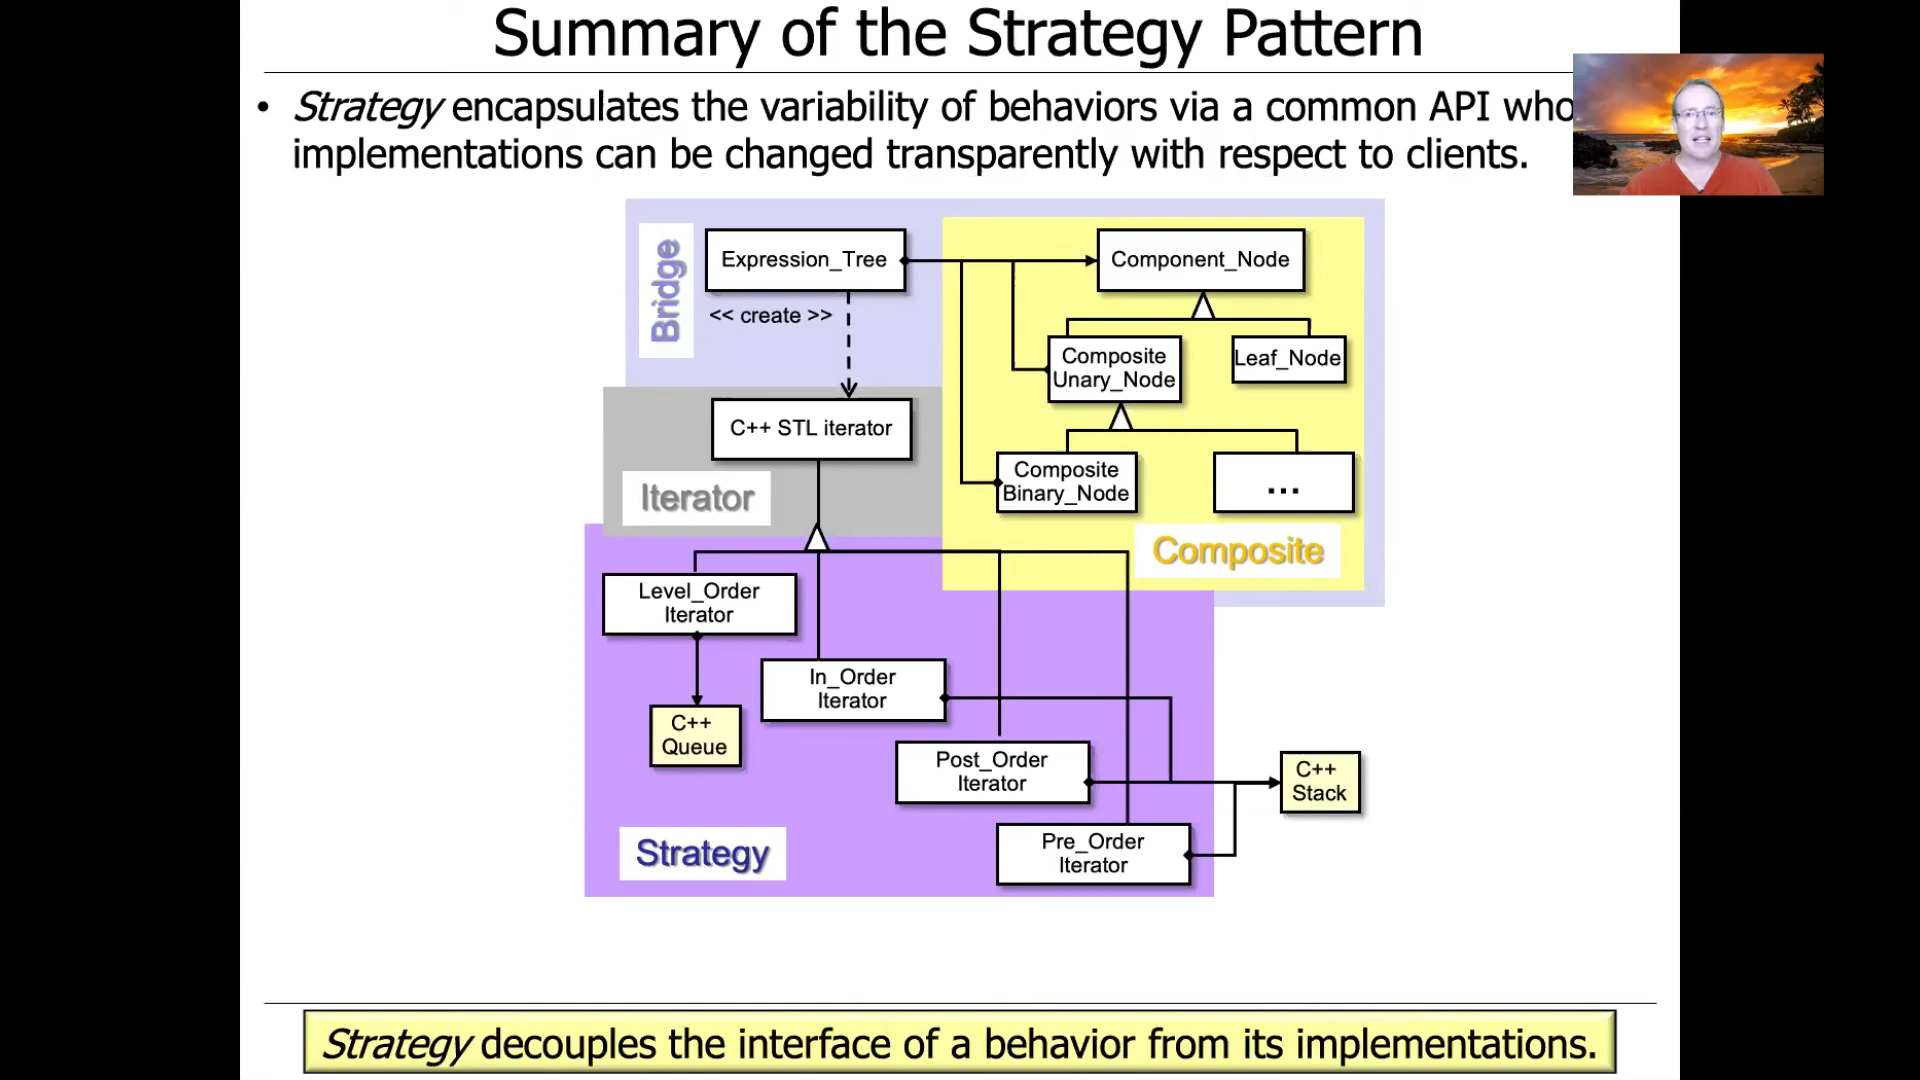 Summary of the Strategy Pattern
• Strategy encapsulates the variability of behaviors via a common API who
implementations can be changed transparently with respect to clients.
Bridge
Expression_Tree
<< create >>
Component_Node
Composite
Unary_Node
Leaf_Node
C++ STL iterator
Iterator
Composite
Binary_Node
...
Composite
Level_Order
Iterator
In_Order
Iterator
C++
Queue
Post_Order
Iterator
C++
Stack
Pre_Order
Iterator
Strategy
Strategy decouples the interface of a behavior from its implementations.